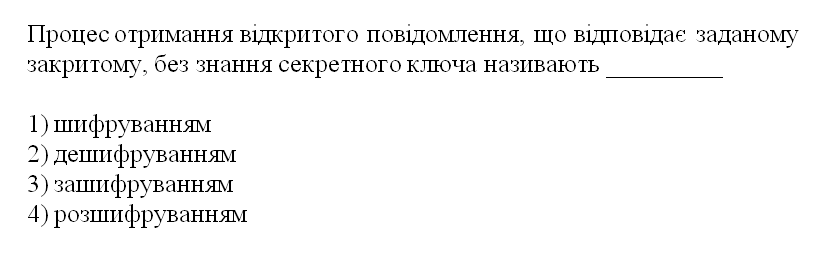 Процес отримання відкритого повідомлення, що відповідає заданому
закритому, без знання секретного ключа називають _________
1) шифруванням
2) дешифруванням
3) зашифруванням
4) розшифруванням